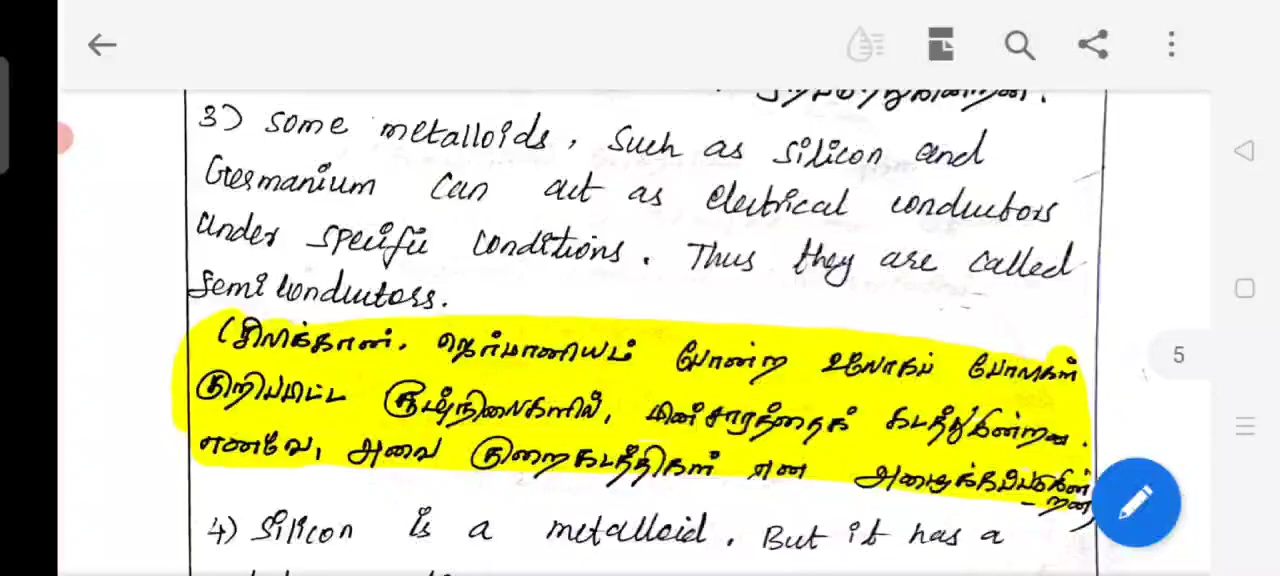 3) Some metalloids, Such as Silicon and
Germanium can act as electrical conductors
under specific conditions. Thus they are called
Semi conductors.
(சிலிக்கான், ஜெர்மானியம் போன்ற உலோகப் போலிகள்
குறிப்பிட்ட சூழ்நிலைகளில், மின்சாரத்தைக் கடத்துகின்றன.
எனவே, அவை குறைகடத்திகள் என அழைக்கப்படுகின்
- றன)
4) Silicon is a metalloid. But it has a
5